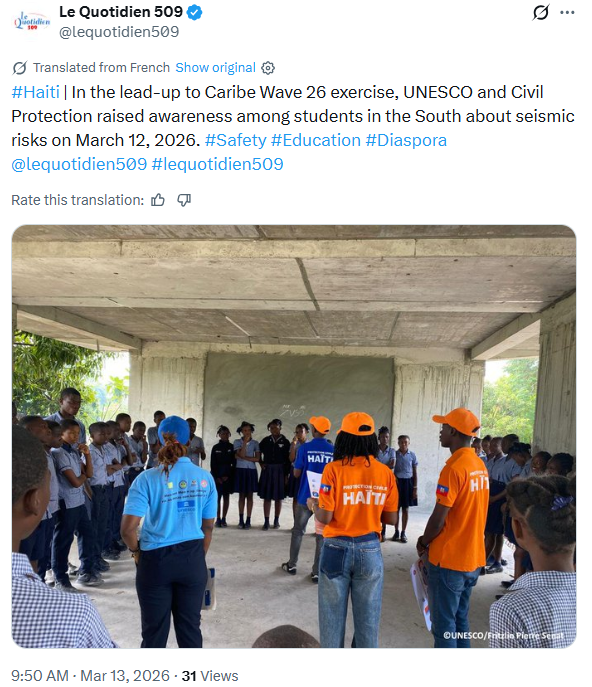 Le Quotidien 509
@lequotidien509
Translated from French Show original
#Haiti | In the lead-up to Caribe Wave 26 exercise, UNESCO and Civil
Protection raised awareness among students in the South about seismic
risks on March 12, 2026. #Safety #Education #Diaspora
@lequotidien509 #lequotidien509
Rate this translation:
HAÏTI
PROTECTION CIVILE
HAÏTI
PROTECTION CIVILE
©UNESCO/Fritzlio Pierre Senat
9:50 AM · Mar 13, 2026 · 31 Views